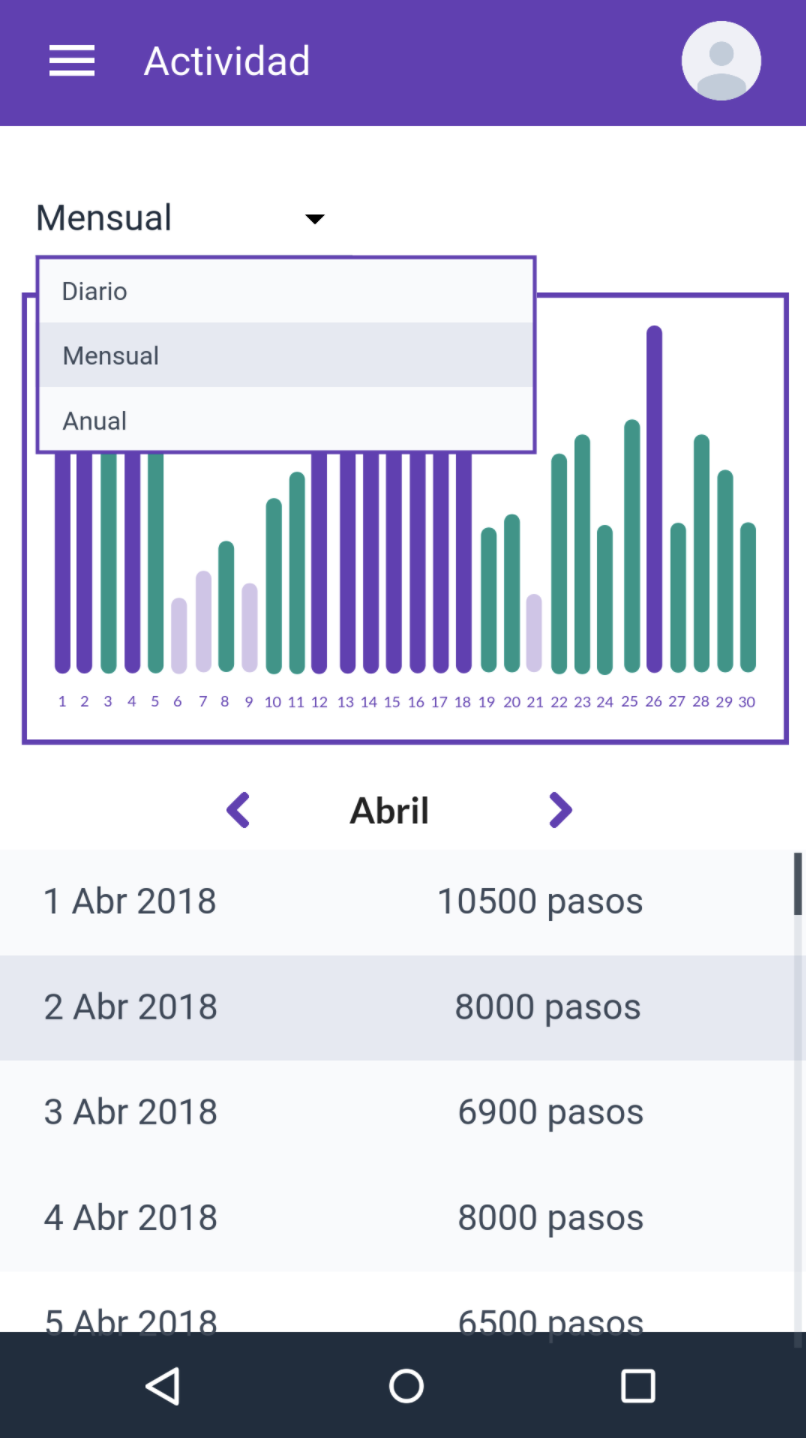 Actividad
Mensual
Diario
Mensual
Anual
1 2 3 4 5 6 7 8 9 10 11 12 13 14 15 16 17 18 19 20 21 22 23 24 25 26 27 28 29 30
Abril
1 Abr 2018 10500 pasos
2 Abr 2018 8000 pasos
3 Abr 2018 6900 pasos
4 Abr 2018 8000 pasos
5 Abr 2018 6500 pasos